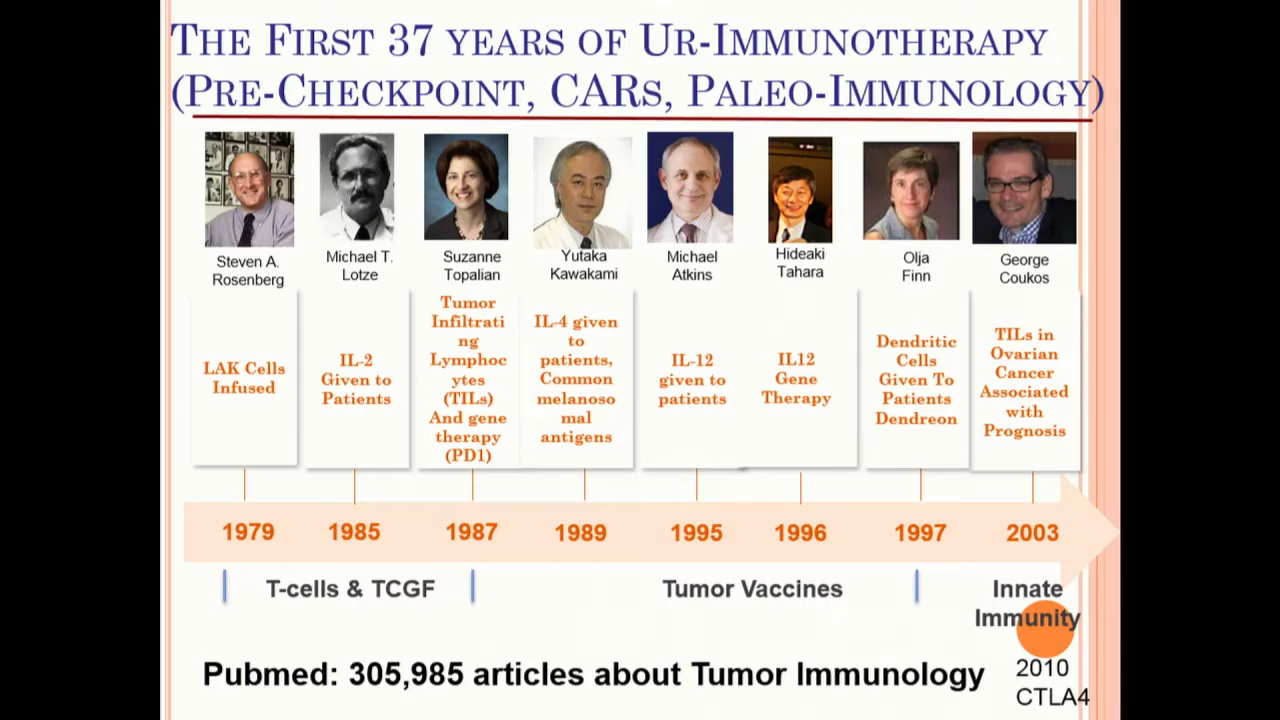 THE FIRST 37 YEARS OF UR-IMMUNOTHERAPY
(PRE-CHECKPOINT, CARS, PALEO-IMMUNOLOGY)
Steven A.
Rosenberg
Michael T.
Lotze
Suzanne
Topalian
Yutaka
Kawakami
Michael
Atkins
Hideaki
Tahara
Olja
Finn
George
Coukos
LAK Cells
Infused
IL-2
Given to
Patients
Tumor
Infiltrati
ng
Lymphoc
ytes
(TILs)
And gene
therapy
(PD1)
IL-4 given
to
patients,
Common
melanoso
mal
antigens
IL-12
given to
patients
IL12
Gene
Therapy
Dendritic
Cells
Given To
Patients
Dendreon
TILs in
Ovarian
Cancer
Associated
with
Prognosis
1979
1985
1987
1989
1995
1996
1997
2003
T-cells & TCGF
Tumor Vaccines
Innate
Immunity
Pubmed: 305,985 articles about Tumor Immunology
2010
CTLA4